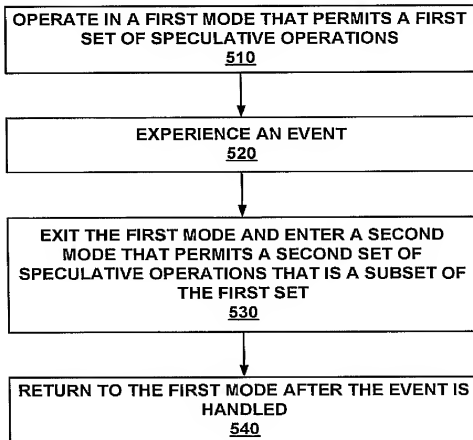 OPERATE IN A FIRST MODE THAT PERMITS A FIRST
SET OF SPECULATIVE OPERATIONS
510
EXPERIENCE AN EVENT
520
EXIT THE FIRST MODE AND ENTER A SECOND
MODE THAT PERMITS A SECOND SET OF
SPECULATIVE OPERATIONS THAT IS A SUBSET OF
THE FIRST SET
530
RETURN TO THE FIRST MODE AFTER THE EVENT IS
HANDLED
540